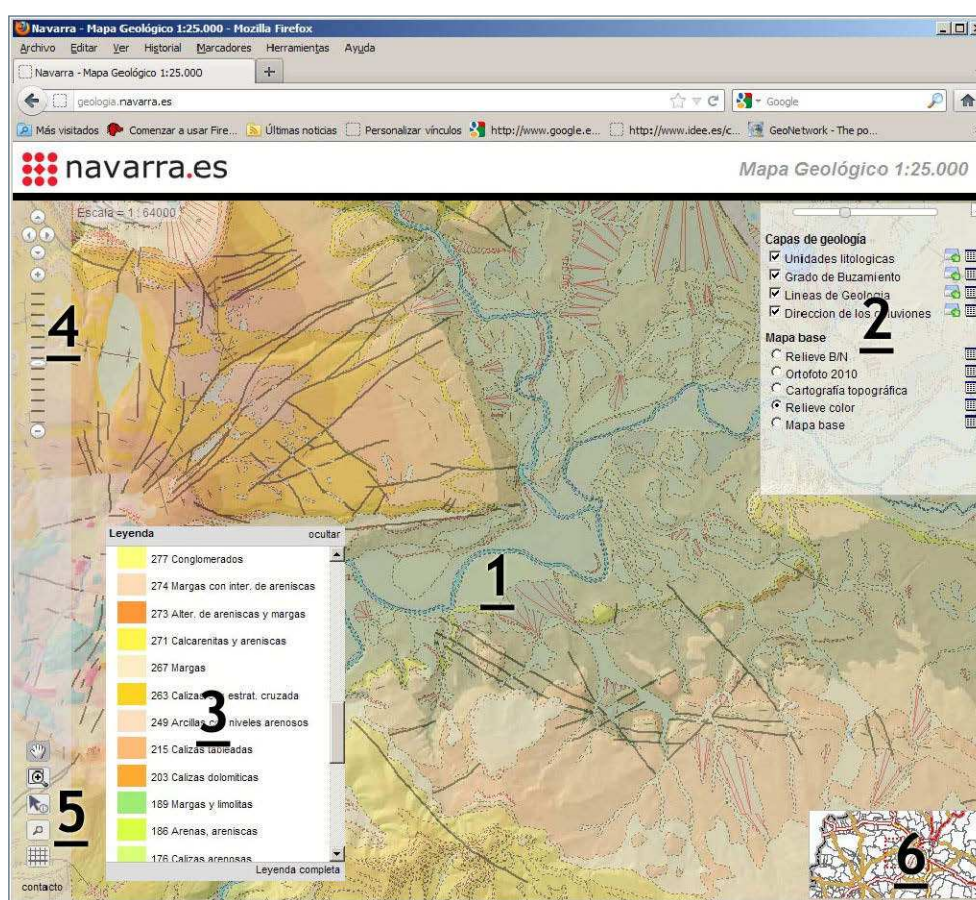 Navarra - Mapa Geológico 1:25.000 - Mozilla Firefox
Archivo Editar Ver Historial Marcadores Herramientas Ayuda
Navarra - Mapa Geológico 1:25.000 +
geologia.navarra.es Google
Más visitados Comenzar a usar Fire... Últimas noticias Personalizar vínculos http://www.google.e... http://www.idee.es/c... GeoNetwork - The po...
navarra.es Mapa Geológico 1:25.000
Escala = 1 : 64000
Capas de geología
Unidades litologicas
Grado de Buzamiento
Lineas de Geologia
Direccion de los
2
Mapa base
Relieve B/N
Ortofoto 2010
Cartografía topográfica
Relieve color
Mapa base
4
1
Leyenda ocultar
277 Conglomerados
274 Margas con inter. de areniscas
273 Alter. de areniscas y margas
271 Calcarenitas y areniscas
267 Margas
263 Calizas estrat. cruzada
249 Arcillas niveles arenosos
3
215 Calizas tableadas
203 Calizas dolomiticas
189 Margas y limolitas
186 Arenas, areniscas
176 Calizas arenosas
Leyenda completa
5
contacto
6